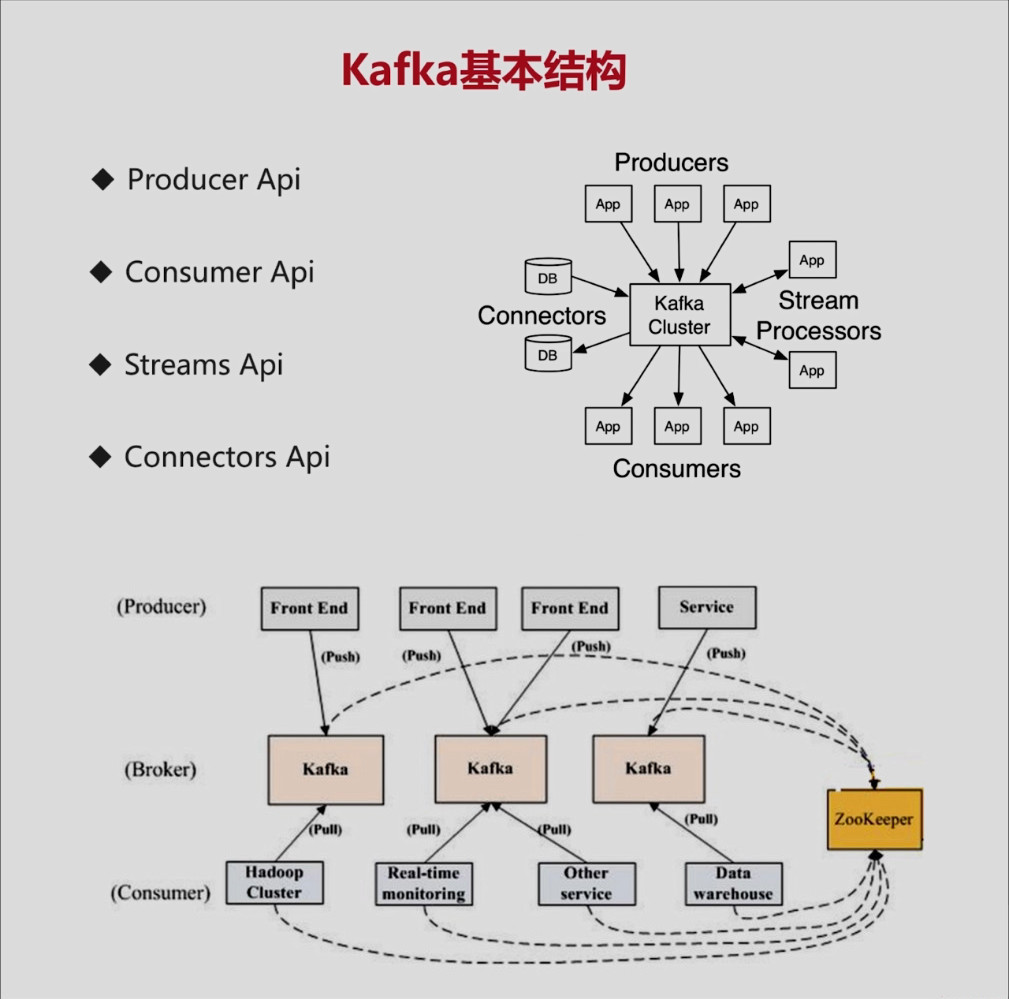 Kafka基本结构
Producer Api
Consumer Api
Streams Api
Connectors Api
Producers
App App App
DB
App
Connectors
Kafka
Cluster
Stream
Processors
DB
App
App App App
Consumers
(Producer) Front End Front End Front End Service
(Push) (Push) (Push) (Push)
(Broker) Kafka Kafka Kafka
ZooKeeper
(Pull) (Pull) (Pull) (Pull)
(Consumer)
Hadoop
Cluster
Real-time
monitoring
Other
service
Data
warehouse